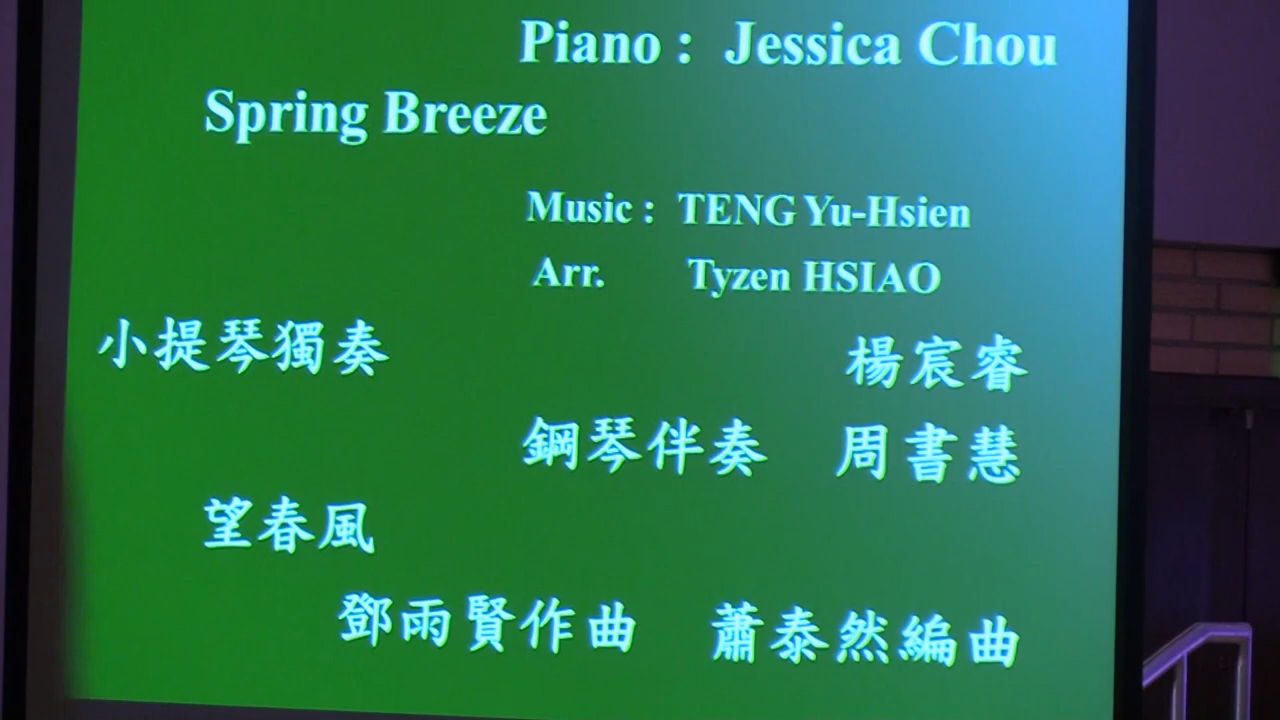 Piano : Jessica Chou
Spring Breeze
Music : TENG Yu-Hsien
Arr. Tyzen HSIAO
小提琴獨奏 楊宸睿
鋼琴伴奏 周書慧
望春風
鄧雨賢作曲 蕭泰然編曲